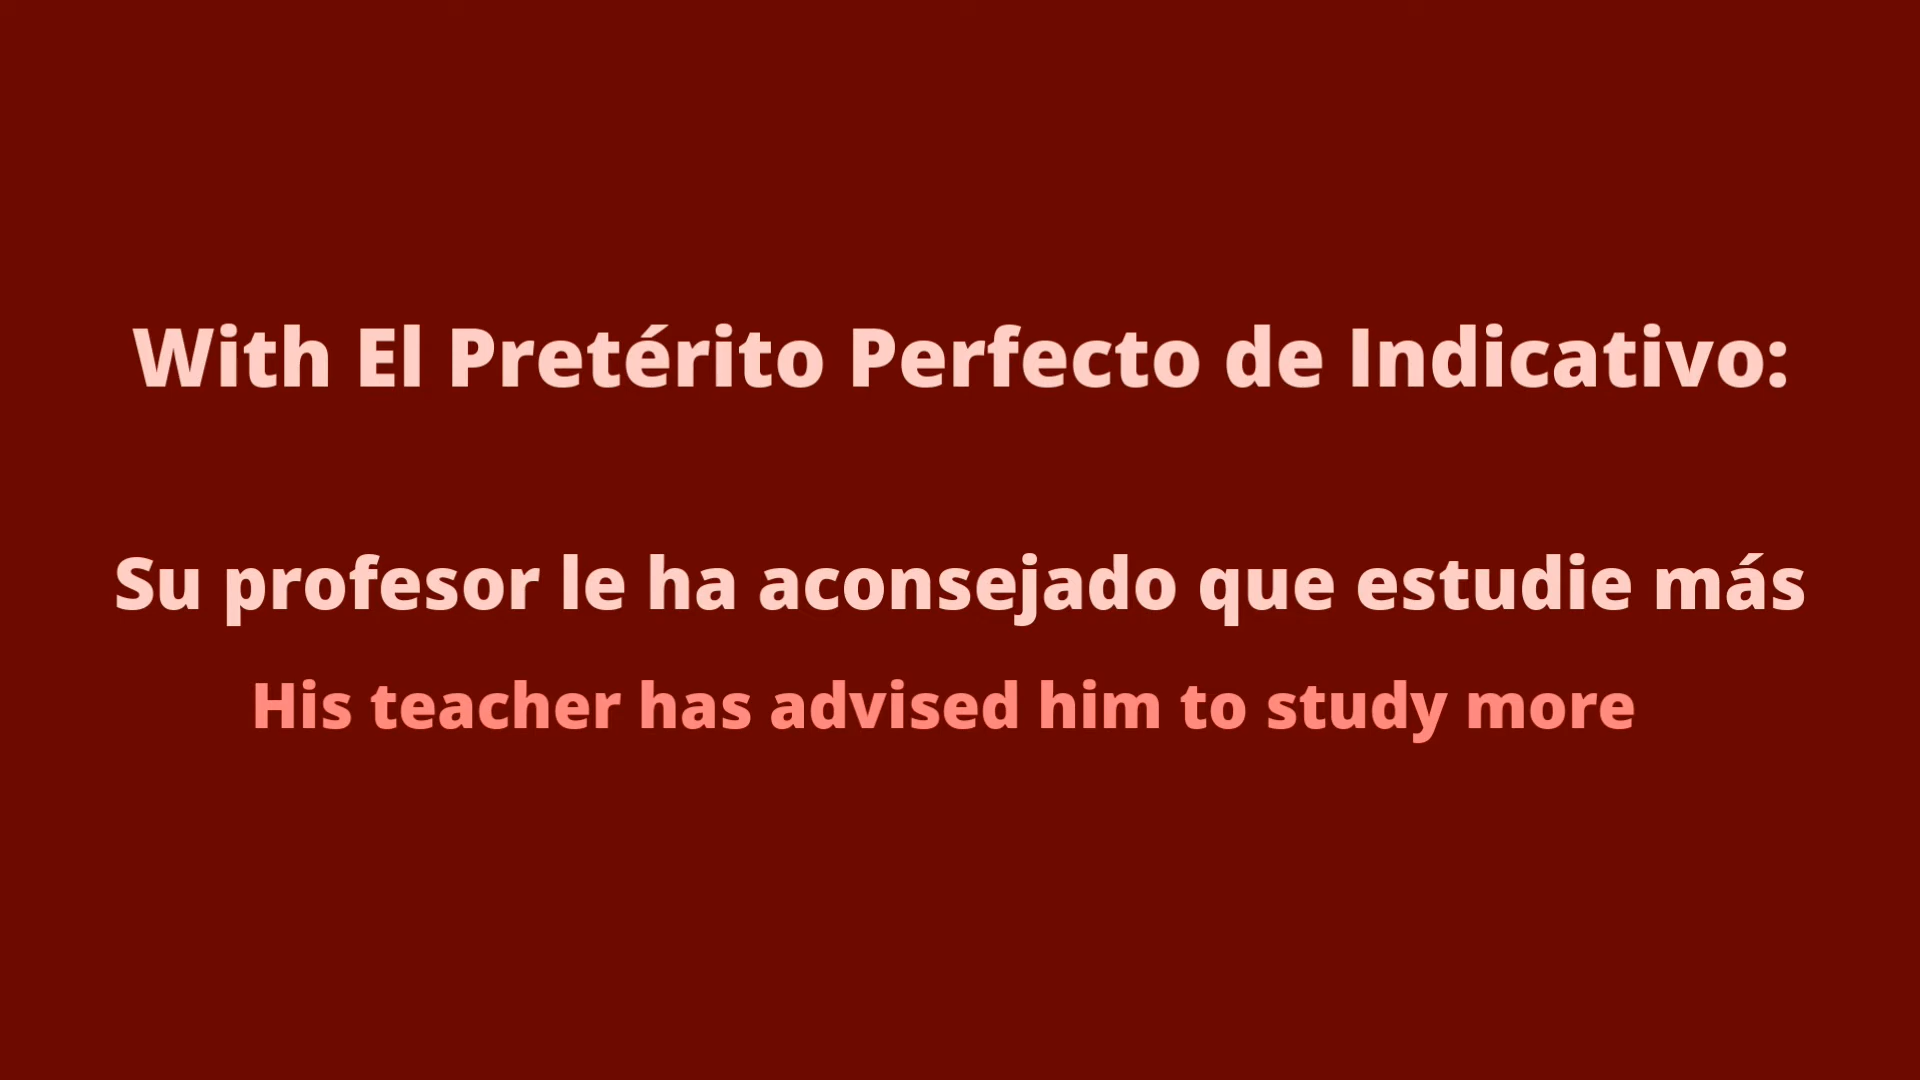 With El Pretérito Perfecto de Indicativo:
Su profesor le ha aconsejado que estudie más
His teacher has advised him to study more